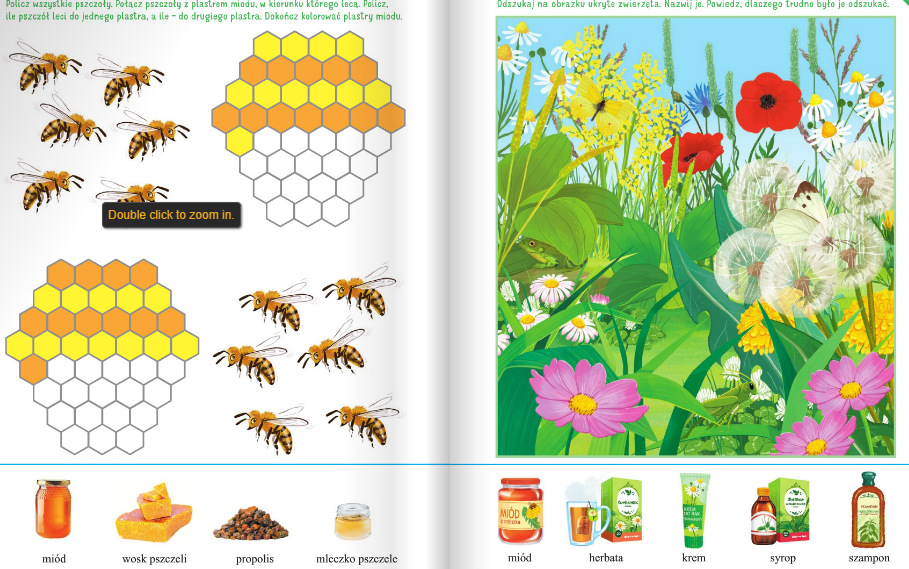 Policz wszystkie pszczoły. Połącz pszczoły z plastrem miodu, w kierunku którego lecą. Policz,
ile pszczół leci do jednego plastra, a ile – do drugiego plastra. Dokończ kolorować plastry miodu.
Double click to zoom in.
miód
wosk pszczeli
propolis
mleczko pszczele
Odszukaj na obrazku ukryte zwierzęta. Nazwij je. Powiedz, dlaczego trudno było je odszukać.
MIÓD
miód
herbata
KREM
krem
syrop
szampon